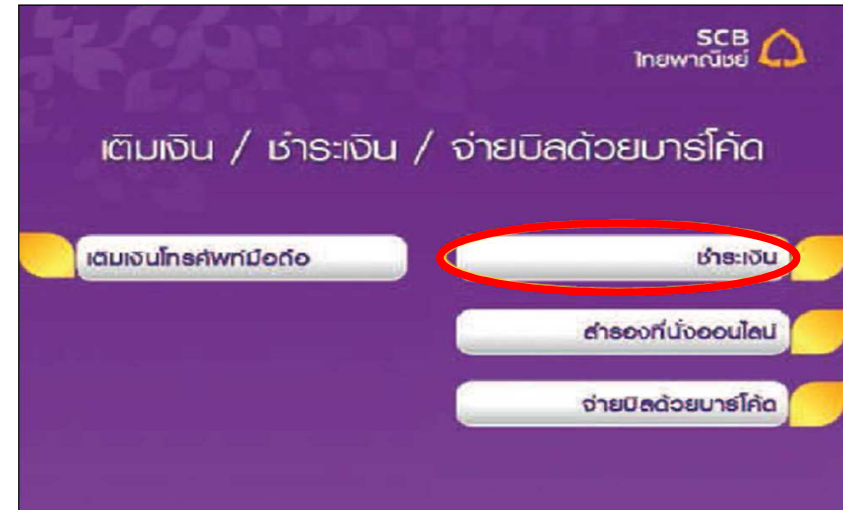 SCB
ไทยพาณิชย์
เติมเงิน / ชำระเงิน / จ่ายบิลด้วยบาร์โค้ด
เติมเงินโทรศัพท์มือถือ
ชำระเงิน
สำรองที่นั่งออนไลน์
จ่ายบิลด้วยบาร์โค้ด